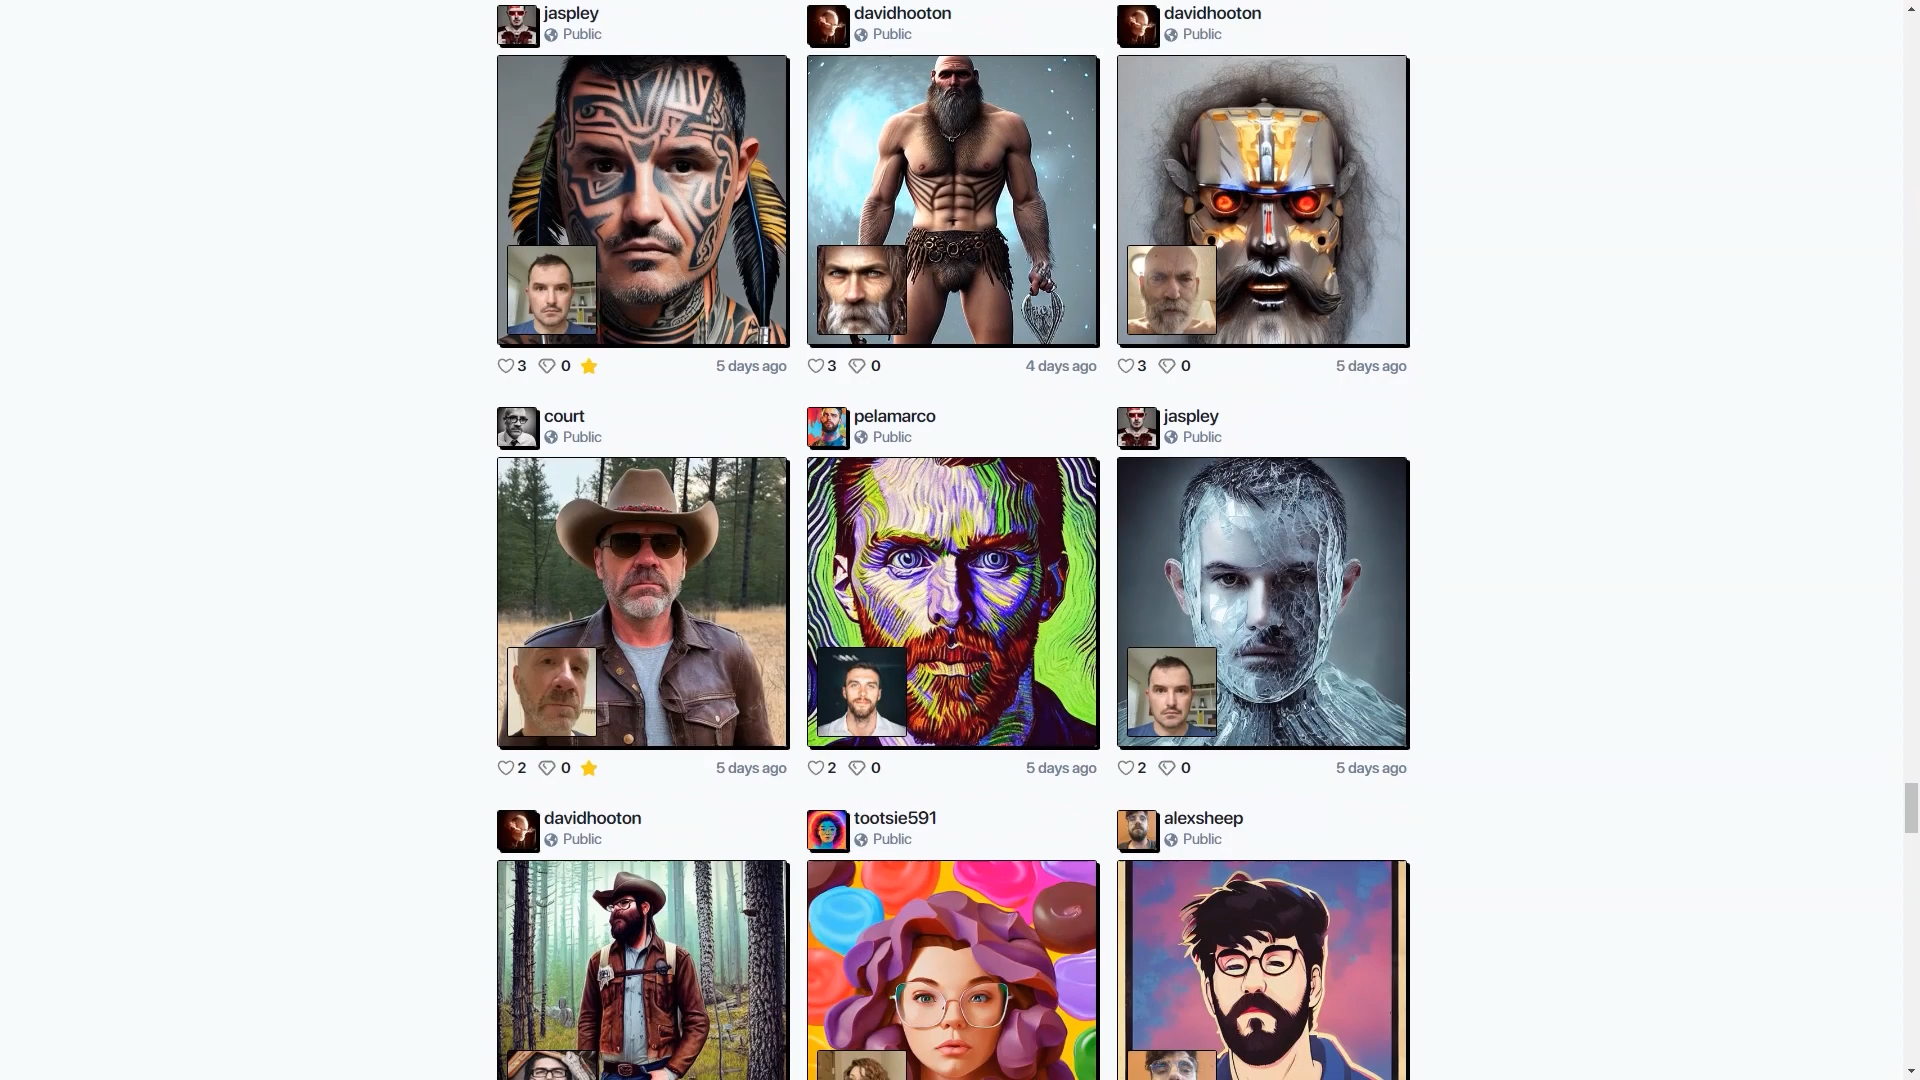 jaspley
Public
davidhooton
Public
davidhooton
Public
3 0 5 days ago
3 0 4 days ago
3 0 5 days ago
court
Public
pelamarco
Public
jaspley
Public
2 0 5 days ago
2 0 5 days ago
2 0 5 days ago
davidhooton
Public
tootsie591
Public
alexsheep
Public